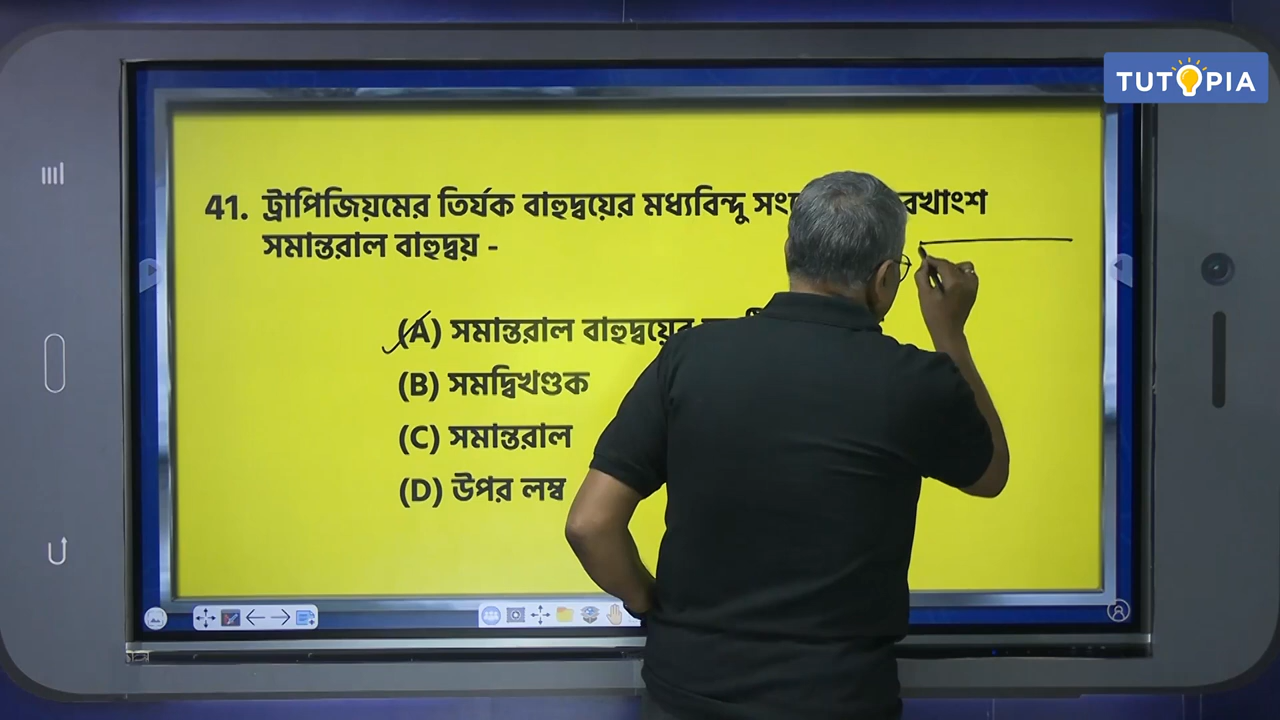 TUTOPIA
41. ট্রাপিজিয়মের তির্যক বাহুদ্বয়ের মধ্যবিন্দু
সমান্তরাল বাহুদ্বয় -
(A) সমান্তরাল বাহুদ্বয়ের
(B) সমদ্বিখণ্ডক
(C) সমান্তরাল
(D) উপর লম্ব